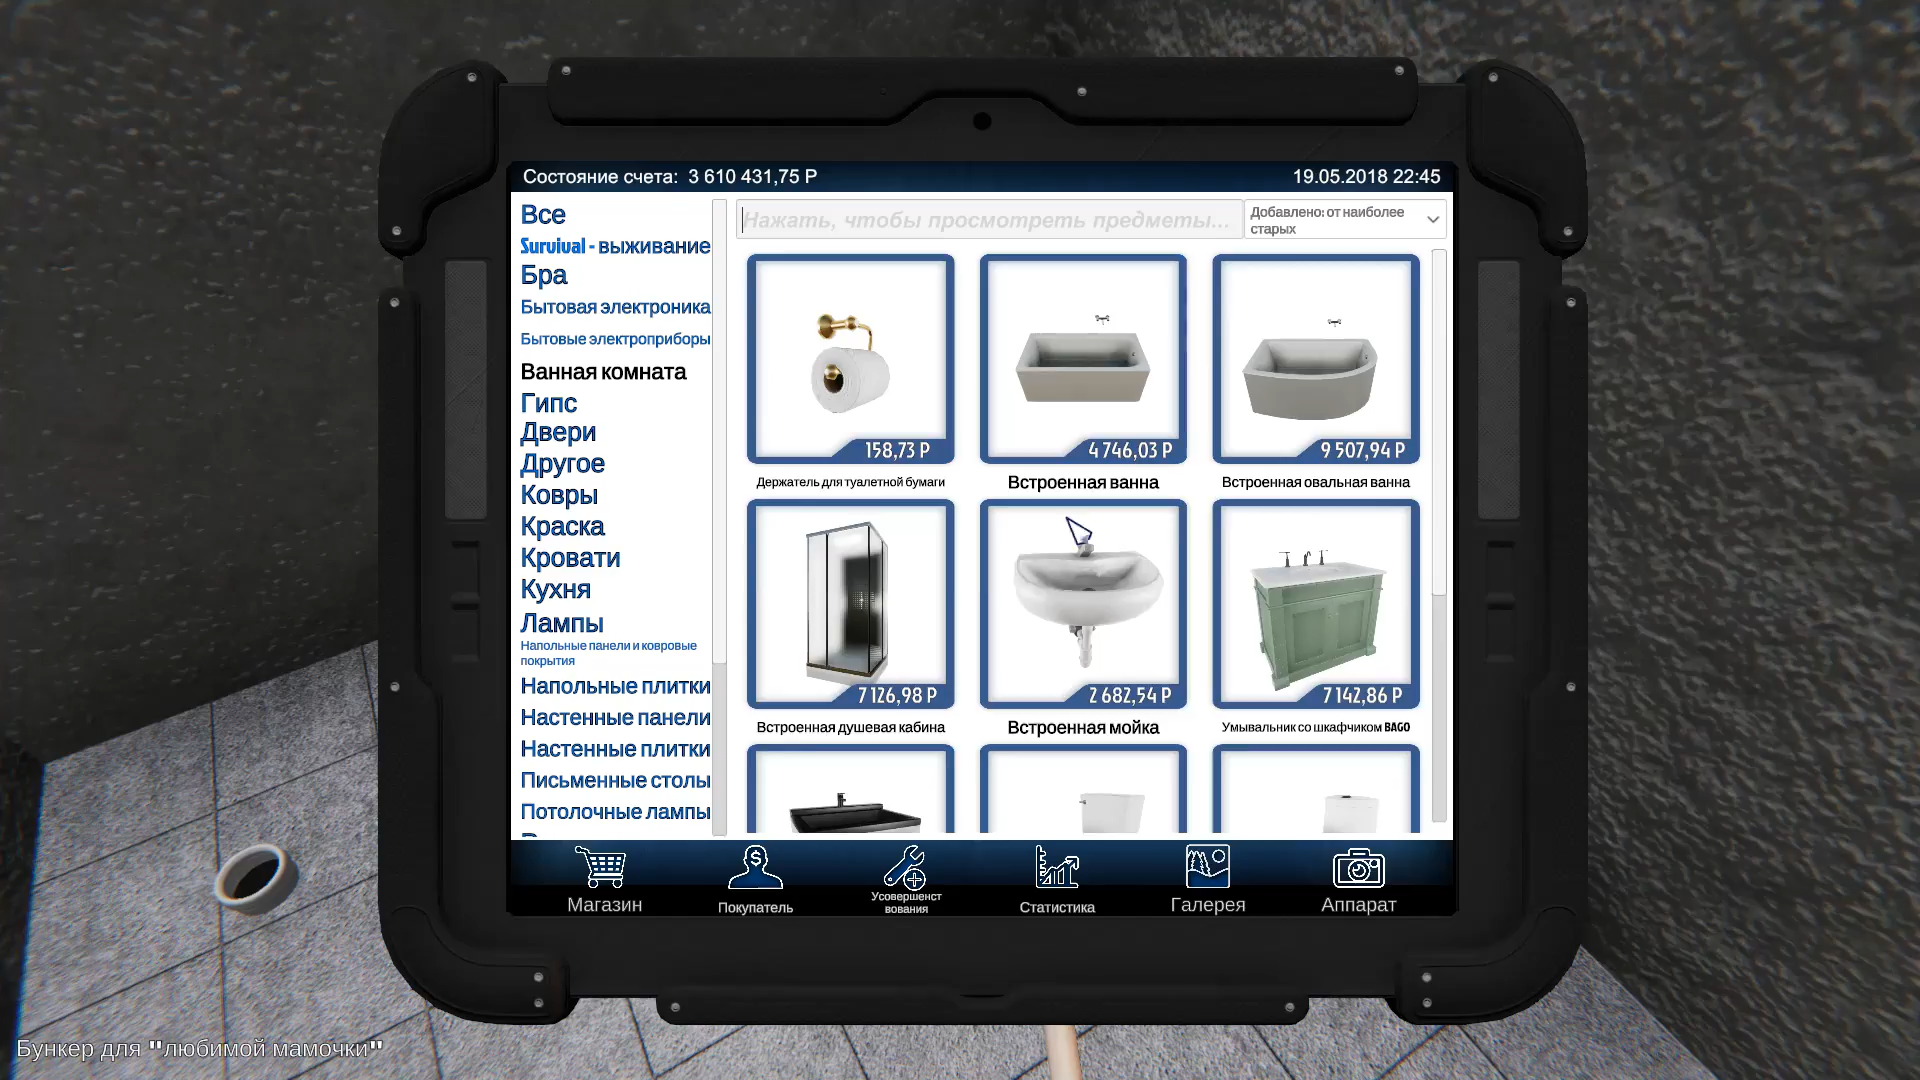 Состояние счета: 3 610 431,75 Р
19.05.2018 22:45
Все
Survival - выживание
Бра
Бытовая электроника
Бытовые электроприборы
Ванная комната
Гипс
Двери
Другое
Ковры
Краска
Кровати
Кухня
Лампы
Напольные панели и ковровые
покрытия
Напольные плитки
Настенные панели
Настенные плитки
Письменные столы
Потолочные лампы
Нажать, чтобы просмотреть предметы...
Добавлено: от наиболее
старых
158,73 Р
4 746,03 Р
9 507,94 Р
Держатель для туалетной бумаги
Встроенная ванна
Встроенная овальная ванна
7 126,98 Р
2 682,54 Р
7 142,86 Р
Встроенная душевая кабина
Встроенная мойка
Умывальник со шкафчиком BAGO
Магазин
Покупатель
Усовершенст
вования
Статистика
Галерея
Аппарат
Бункер для "любимой мамочки"